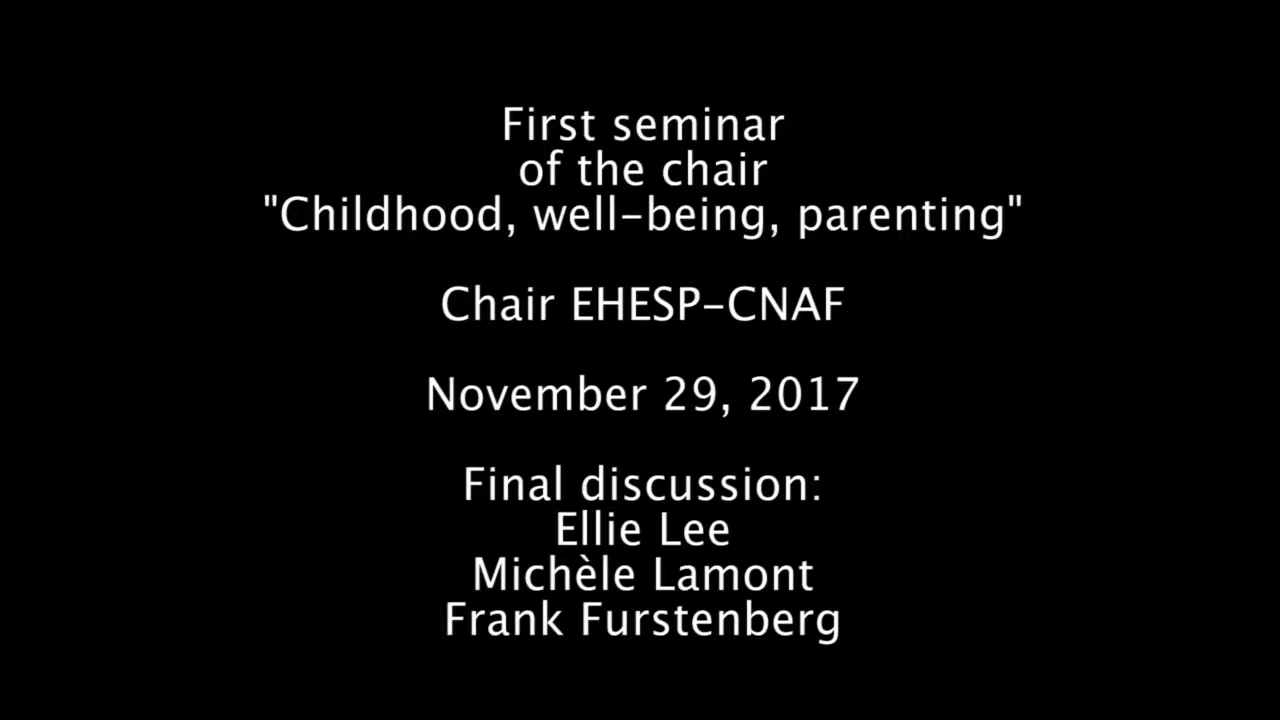 First seminar
of the chair
"Childhood, well-being, parenting"
Chair EHESP-CNAF
November 29, 2017
Final discussion:
Ellie Lee
Michèle Lamont
Frank Furstenberg